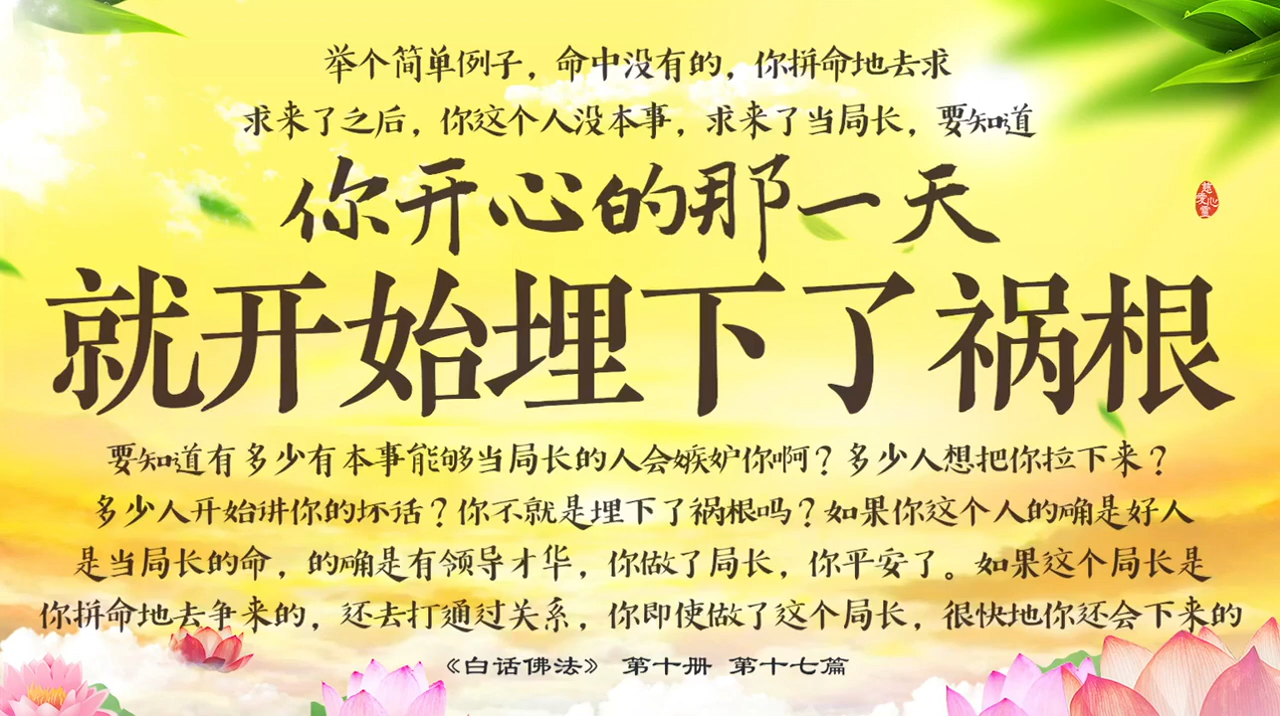 举个简单例子，命中没有的，你拼命地去求
求来了之后，你这个人没本事，求来了当局长，要知道
你开心的那一天
就开始埋下了祸根
要知道有多少有本事能够当局长的人会嫉妒你啊？多少人想把你拉下来？
多少人开始讲你的坏话？你不就是埋下了祸根吗？如果你这个人的确是好人
是当局长的命，的确是有领导才华，你做了局长，你平安了。如果这个局长是
你拼命地去争来的，还去打通过关系，你即使做了这个局长，很快地你还会下来的
《白话佛法》 第十册 第十七篇